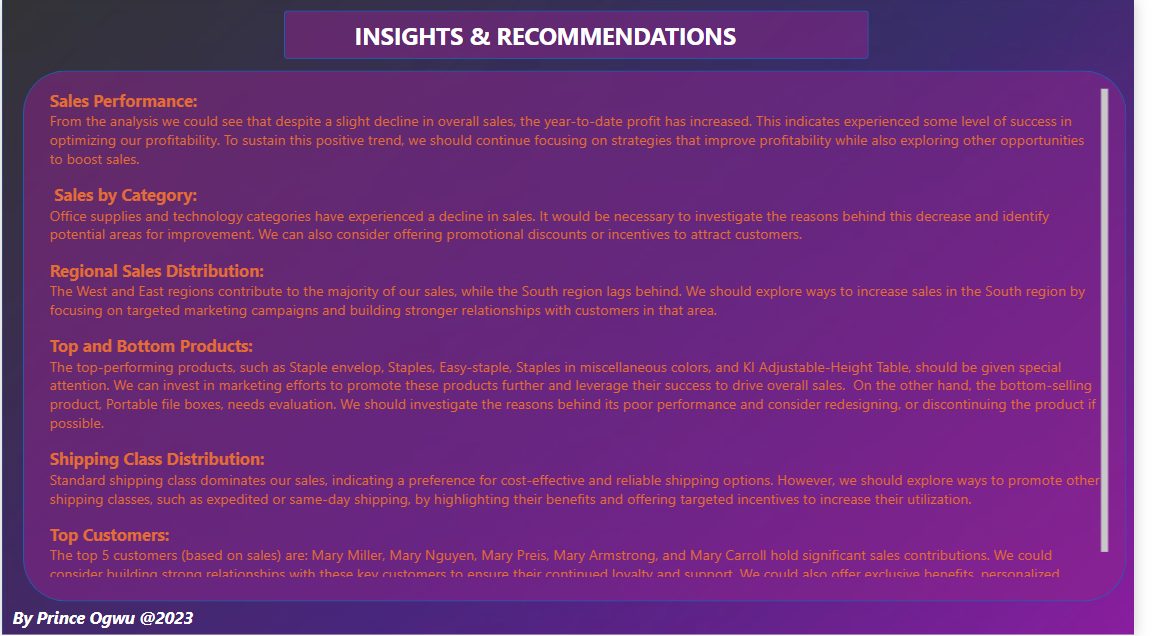 INSIGHTS & RECOMMENDATIONS
Sales Performance:
From the analysis we could see that despite a slight decline in overall sales, the year-to-date profit has increased. This indicates experienced some level of success in
optimizing our profitability. To sustain this positive trend, we should continue focusing on strategies that improve profitability while also exploring other opportunities
to boost sales.
Sales by Category:
Office supplies and technology categories have experienced a decline in sales. It would be necessary to investigate the reasons behind this decrease and identify
potential areas for improvement. We can also consider offering promotional discounts or incentives to attract customers.
Regional Sales Distribution:
The West and East regions contribute to the majority of our sales, while the South region lags behind. We should explore ways to increase sales in the South region by
focusing on targeted marketing campaigns and building stronger relationships with customers in that area.
Top and Bottom Products:
The top-performing products, such as Staple envelop, Staples, Easy-staple, Staples in miscellaneous colors, and KI Adjustable-Height Table, should be given special
attention. We can invest in marketing efforts to promote these products further and leverage their success to drive overall sales.  On the other hand, the bottom-selling
product, Portable file boxes, needs evaluation. We should investigate the reasons behind its poor performance and consider redesigning, or discontinuing the product if
possible.
Shipping Class Distribution:
Standard shipping class dominates our sales, indicating a preference for cost-effective and reliable shipping options. However, we should explore ways to promote other
shipping classes, such as expedited or same-day shipping, by highlighting their benefits and offering targeted incentives to increase their utilization.
Top Customers:
The top 5 customers (based on sales) are: Mary Miller, Mary Nguyen, Mary Preis, Mary Armstrong, and Mary Carroll hold significant sales contributions. We could
consider building strong relationships with these key customers to ensure their continued loyalty and support. We could also offer exclusive benefits, personalized
By Prince Ogwu @2023